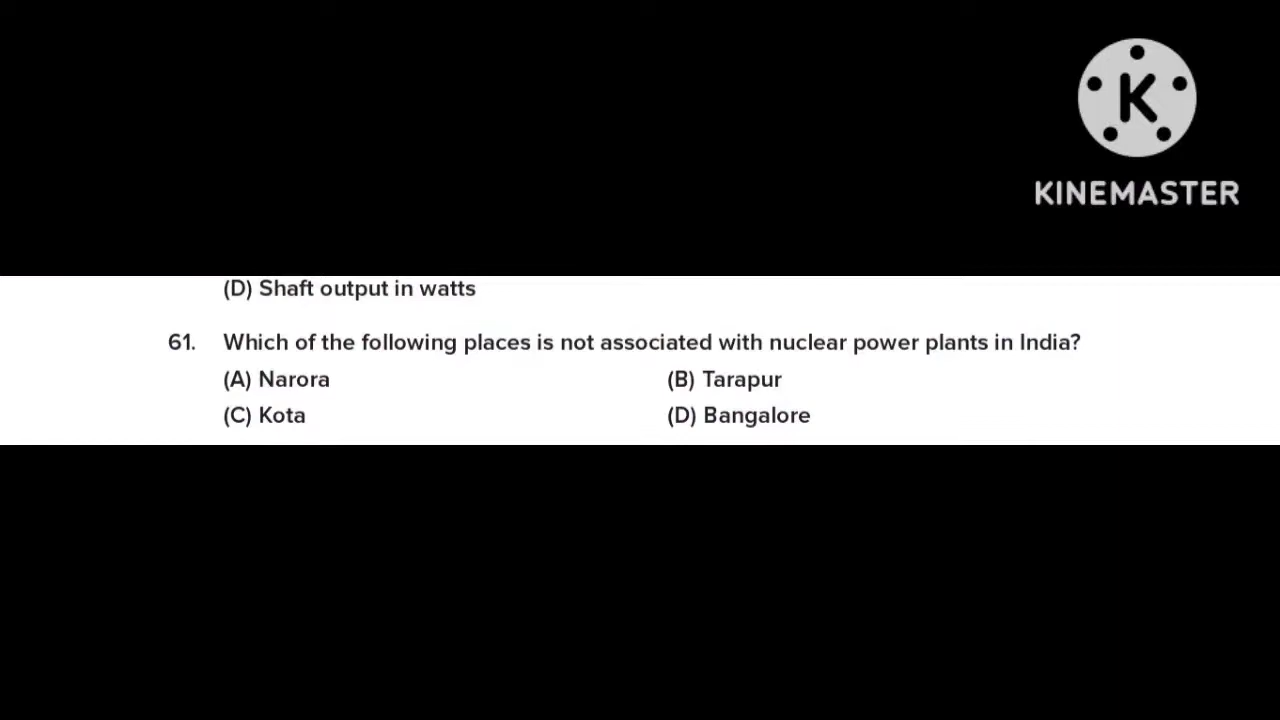 K
KINEMASTER
(D) Shaft output in watts
61. Which of the following places is not associated with nuclear power plants in India?
(A) Narora (B) Tarapur
(C) Kota (D) Bangalore